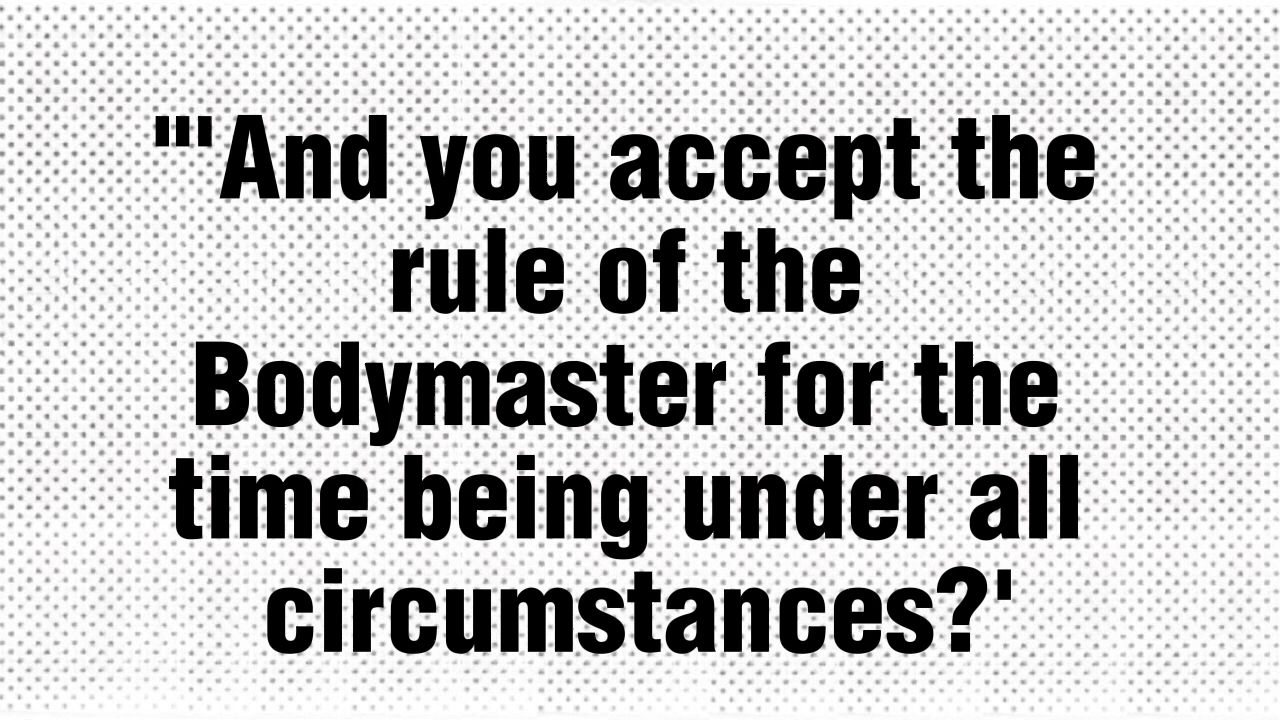 "'And you accept the
rule of the
Bodymaster for the
time being under all
circumstances?'